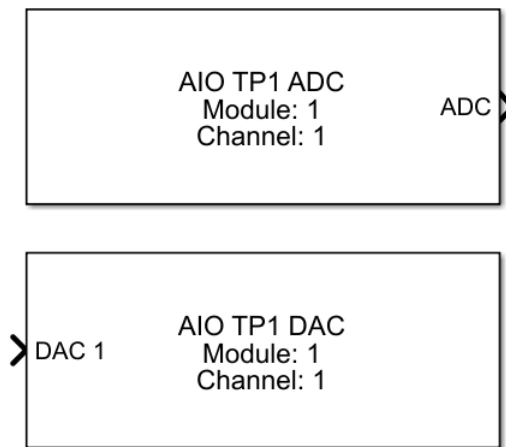 AIO TP1 ADC
Module: 1
Channel: 1
ADC
AIO TP1 DAC
Module: 1
Channel: 1
DAC 1